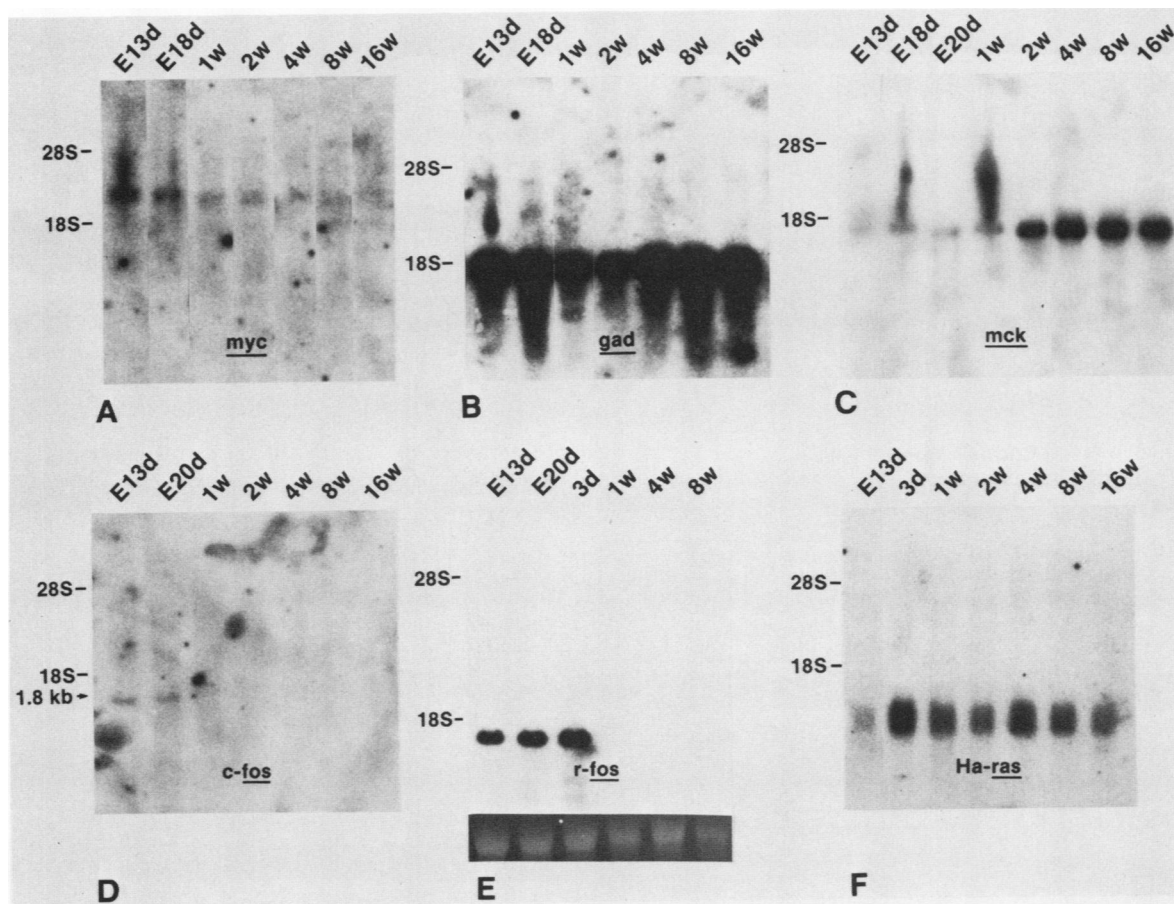 E13d E18d 1w 2w 4w 8w 16w
28S-
18S-
myc
A
E13d E18d 1w 2w 4w 8w 16w
28S-
18S-
gad
B
E13d E18d E20d 1w 2w 4w 8w 16w
28S-
18S-
mck
C
E13d E20d 1w 2w 4w 8w 16w
28S-
18S-
1.8 kb
c-fos
D
E13d E20d 3d 1w 4w 8w
28S-
18S-
r-fos
E
E13d 3d 1w 2w 4w 8w 16w
28S-
18S-
Ha-ras
F